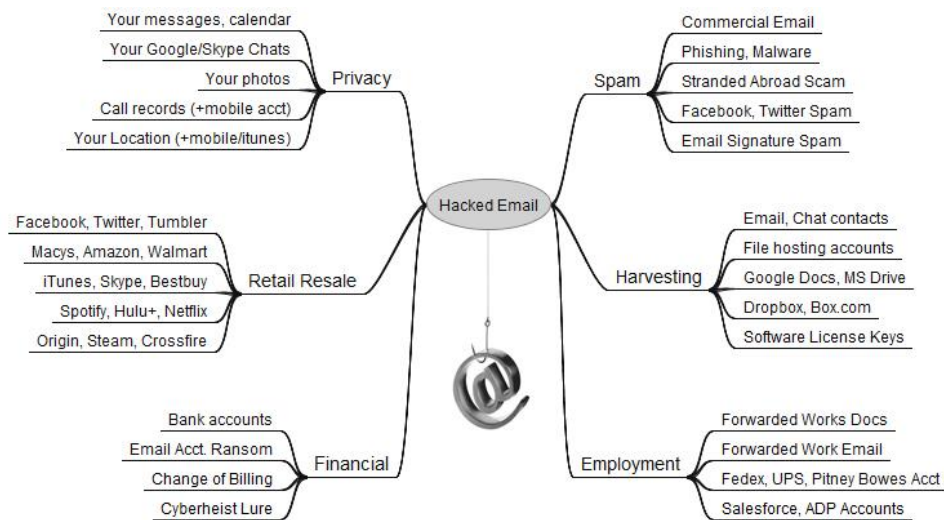 Your messages, calendar
Your Google/Skype Chats
Your photos
Call records (+mobile acct)
Your Location (+mobile/itunes)
Privacy
Facebook, Twitter, Tumbler
Macys, Amazon, Walmart
iTunes, Skype, Bestbuy
Spotify, Hulu+, Netflix
Origin, Steam, Crossfire
Retail Resale
Bank accounts
Email Acct. Ransom
Change of Billing
Cyberheist Lure
Financial
Hacked Email
@
Spam
Commercial Email
Phishing, Malware
Stranded Abroad Scam
Facebook, Twitter Spam
Email Signature Spam
Harvesting
Email, Chat contacts
File hosting accounts
Google Docs, MS Drive
Dropbox, Box.com
Software License Keys
Employment
Forwarded Works Docs
Forwarded Work Email
Fedex, UPS, Pitney Bowes Acct
Salesforce, ADP Accounts